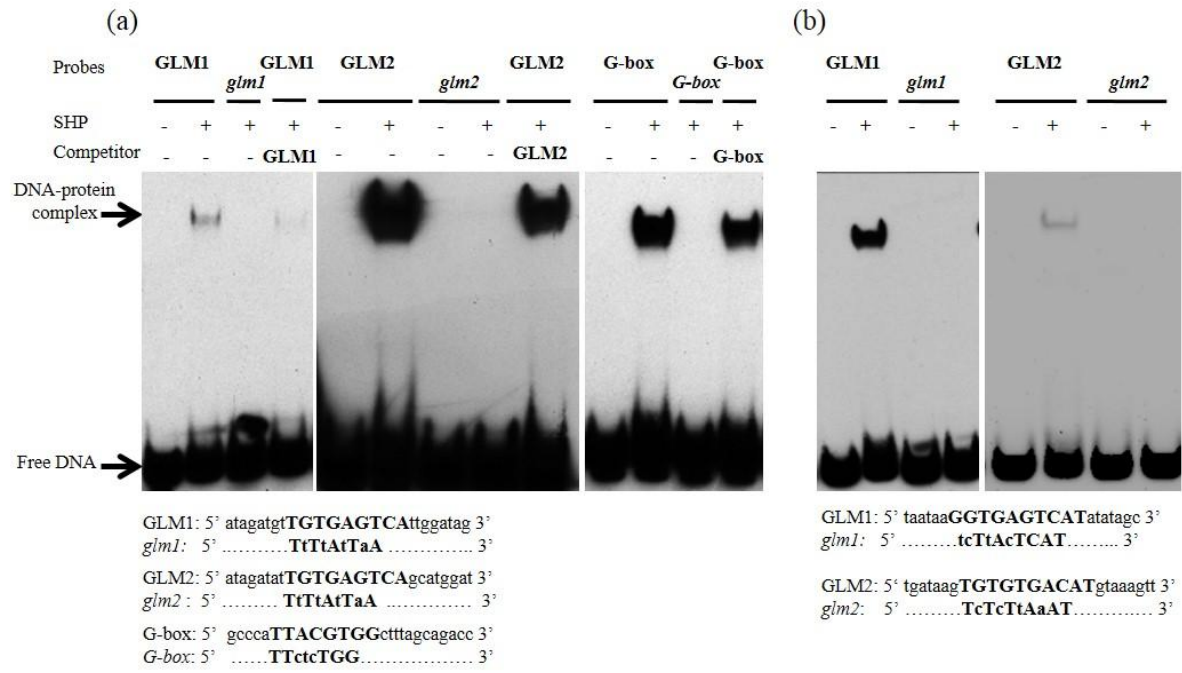 (a) (b)
Probes GLM1 glm1 GLM1 GLM2 glm2 GLM2 G-box G-box G-box GLM1 glm1 GLM2 glm2
SHP - + + + - + - + + - + + + - + - + - + - +
Competitor - - - GLM1 - - - - GLM2 - - - G-box
DNA-protein
complex
Free DNA
GLM1: 5’ atagatgtTGTGAGTCAttggatag 3’
glm1: 5’ ............TtTtAtTaA .............. 3’
GLM2: 5’ atagatatTGTGAGTCAgcatggat 3’
glm2 : 5’ ......... TtTtAtTaA ............... 3’
G-box: 5’ gcccaTTACGTGGctttagcagacc 3’
G-box: 5’ ......TTctcTGG.................... 3’
GLM1: 5’ taataaGGTGAGTCATatatagc 3’
glm1: 5’ .........tcTtAcTCAT........ 3’
GLM2: 5‘ tgataagTGTGTGACATgtaaagtt 3’
glm2: 5’ .........TcTcTtAaAT............. 3’